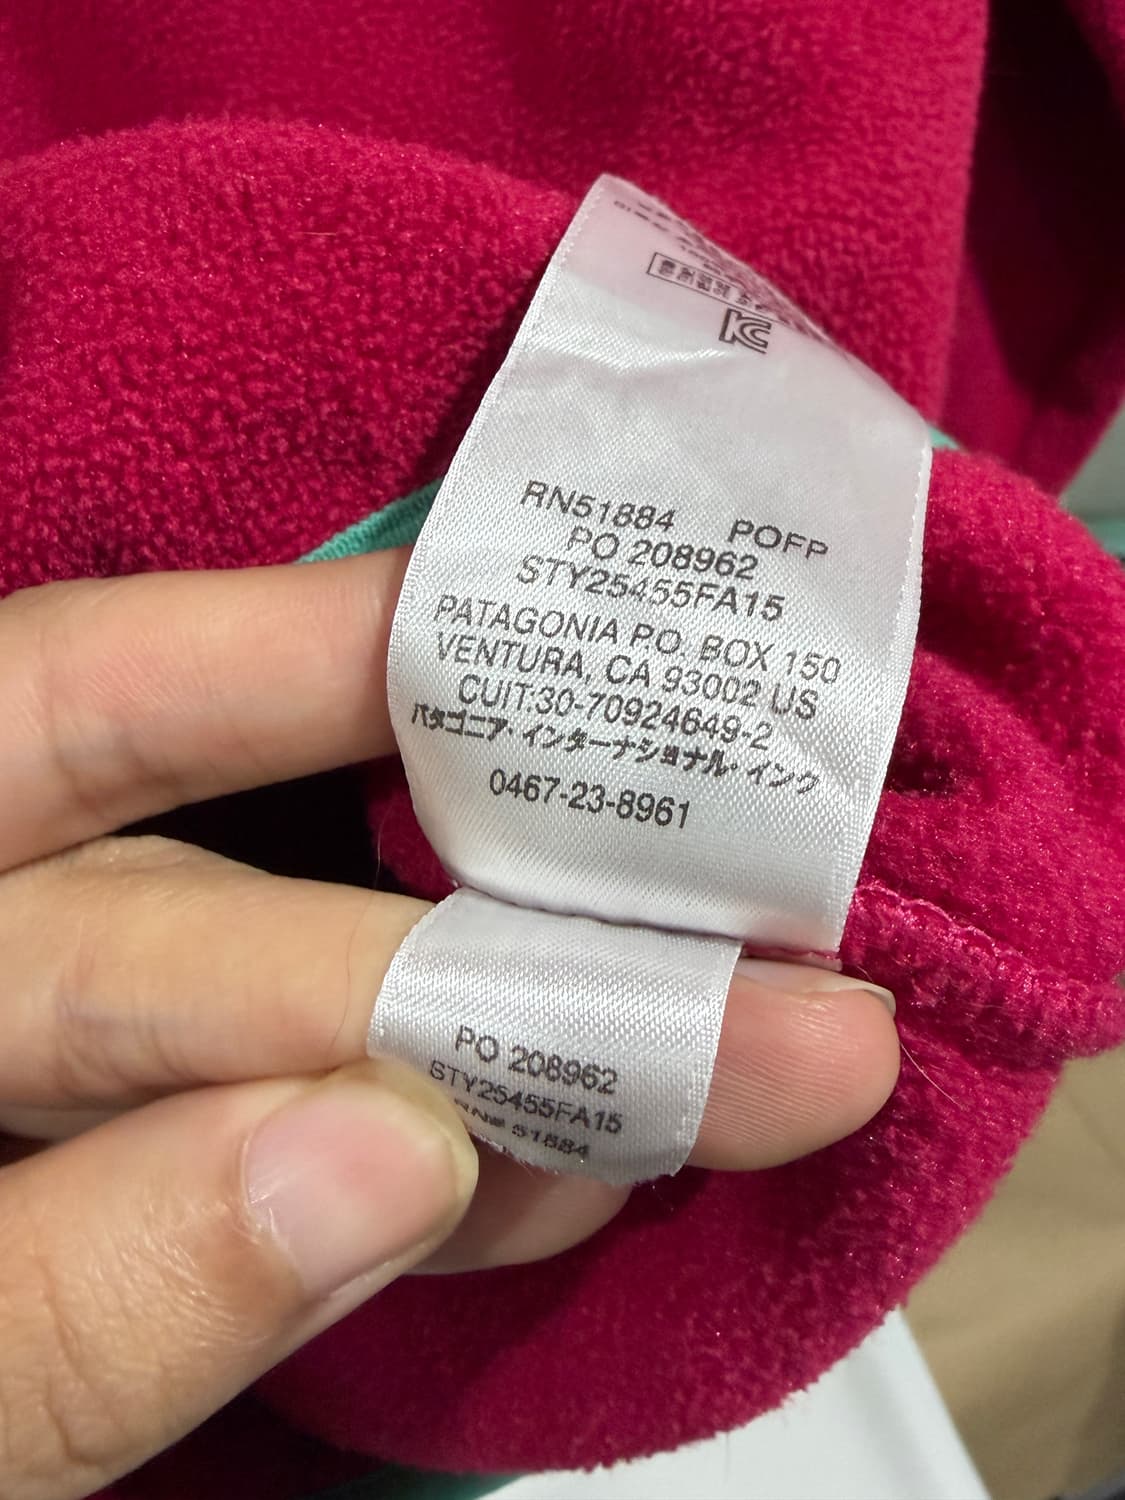 RN51884 POFP
PO 208962
STY25455FA15
PATAGONIA P.O. BOX 150
VENTURA, CA 93002 US
CUIT:30-70924649-2
パタゴニア・インターナショナル・インク
0467-23-8961
PO 208962
STY25455FA15
RN# 51884